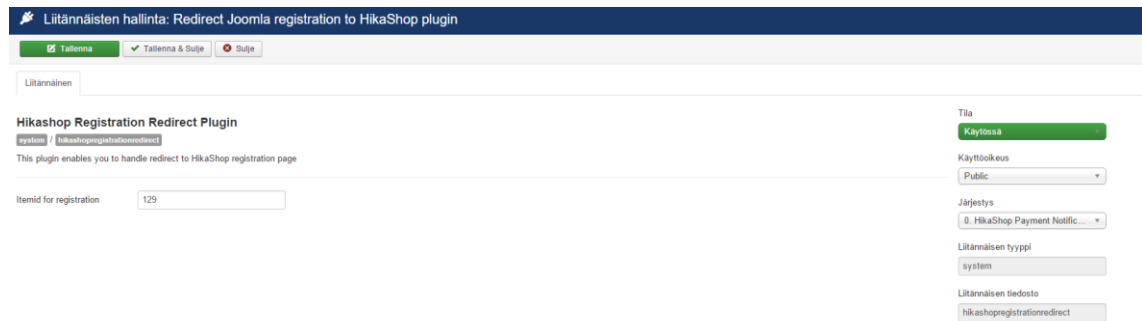 Liitännäisten hallinta: Redirect Joomla registration to HikaShop plugin
Tallenna Tallenna & Sulje Sulje
Liitännäinen
Hikashop Registration Redirect Plugin
system / hikashopregistrationredirect
This plugin enables you to handle redirect to HikaShop registration page
Itemid for registration 129
Tila
Käytössä
Käyttöoikeus
Public
Järjestys
0. HikaShop Payment Notific...
Liitännäisen tyyppi
system
Liitännäisen tiedosto
hikashopregistrationredirect